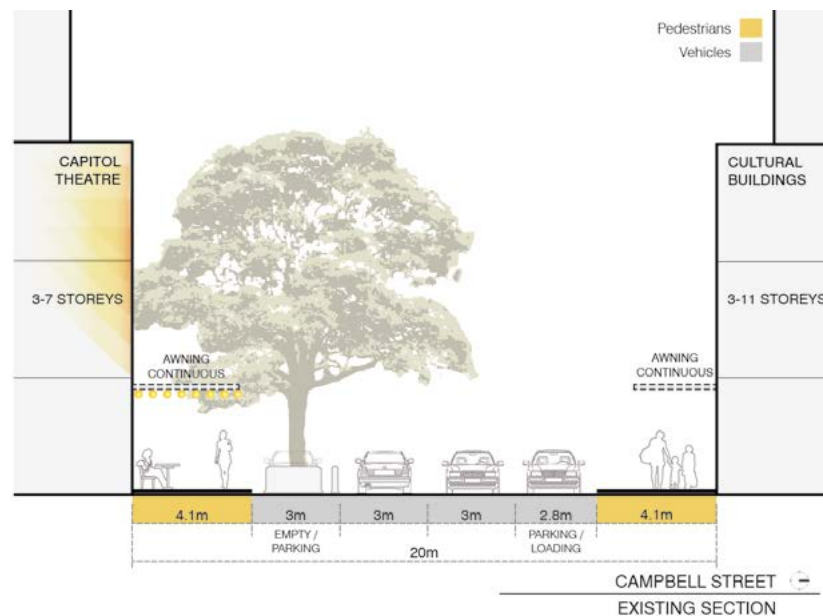 Pedestrians
Vehicles
CAPITOL
THEATRE
CULTURAL
BUILDINGS
3-7 STOREYS
3-11 STOREYS
AWNING
CONTINUOUS
AWNING
CONTINUOUS
4.1m
3m
3m
3m
2.8m
4.1m
EMPTY /
PARKING
PARKING /
LOADING
20m
CAMPBELL STREET
EXISTING SECTION